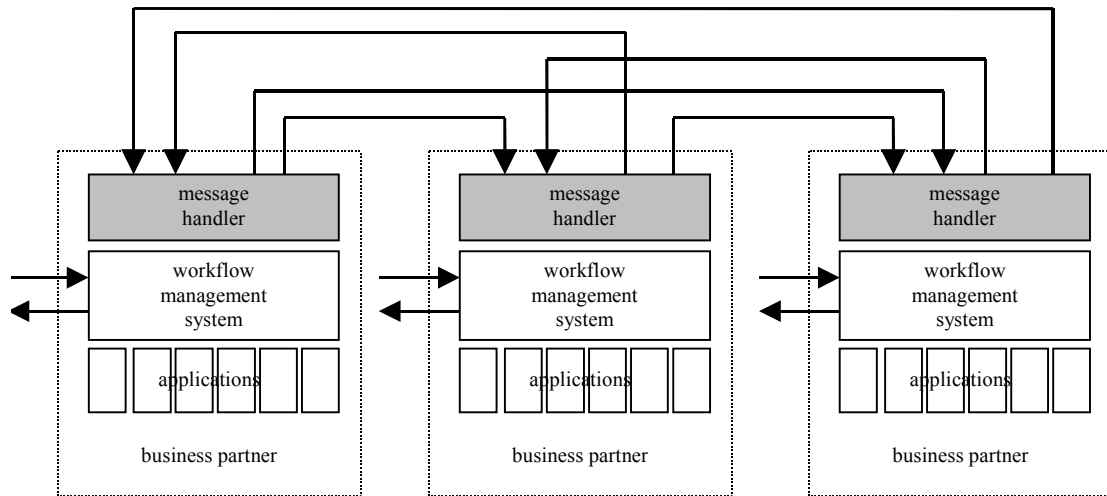 message
handler
workflow
management
system
applications
business partner
message
handler
workflow
management
system
applications
business partner
message
handler
workflow
management
system
applications
business partner